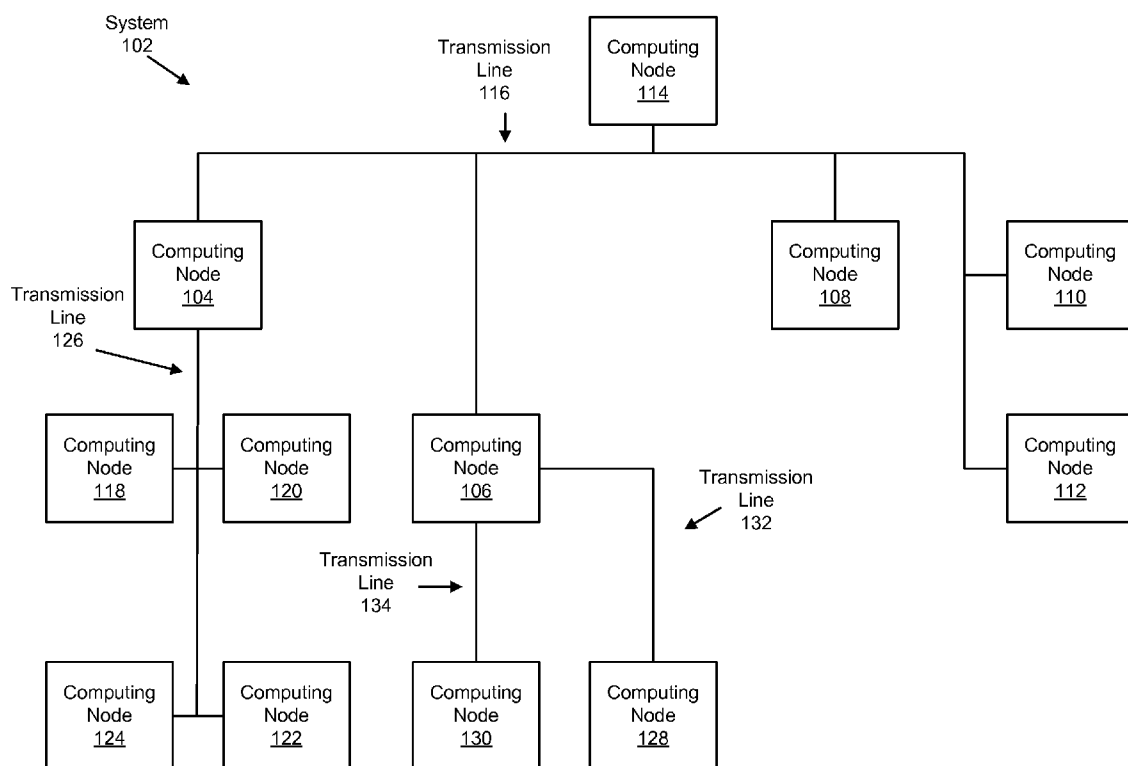 System
102
Transmission
Line
116
Computing
Node
114
Computing
Node
104
Computing
Node
108
Computing
Node
110
Transmission
Line
126
Computing
Node
118
Computing
Node
120
Computing
Node
106
Computing
Node
112
Transmission
Line
132
Transmission
Line
134
Computing
Node
124
Computing
Node
122
Computing
Node
130
Computing
Node
128